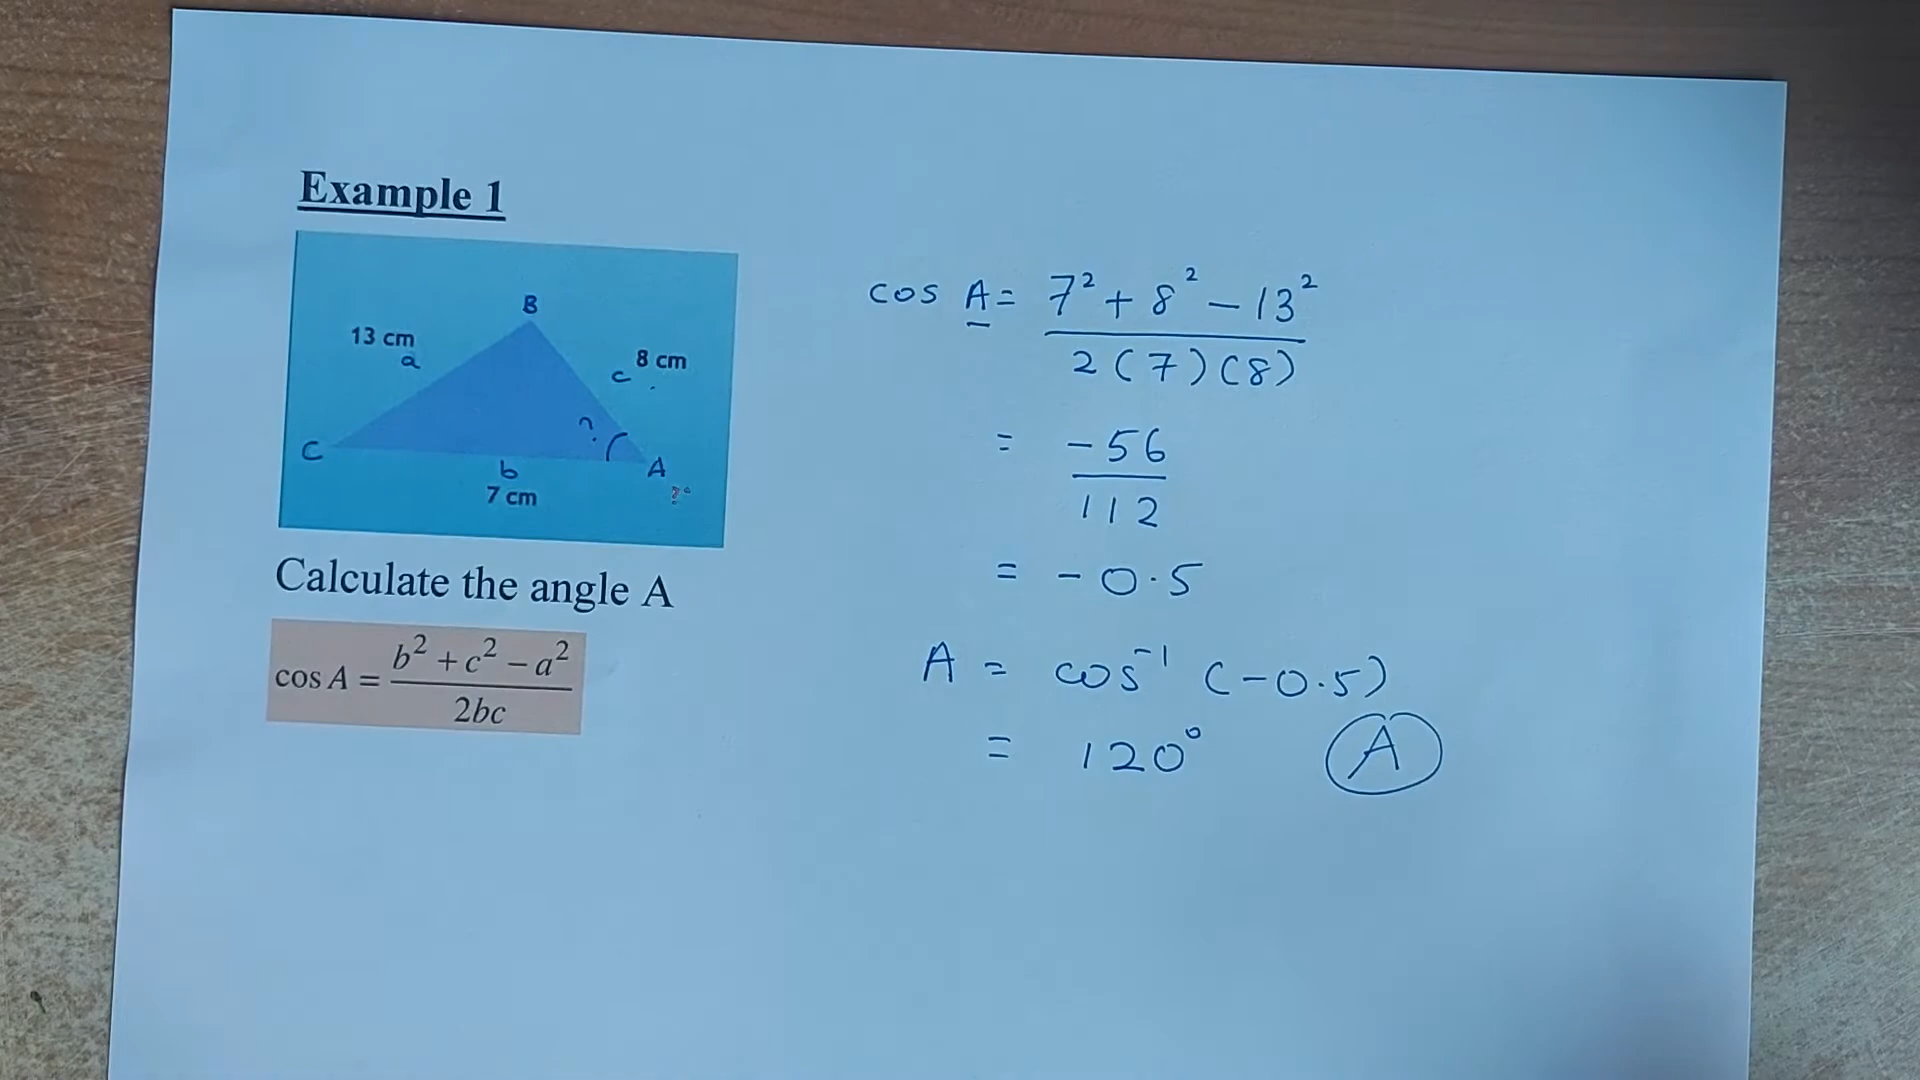 Example 1
B
13 cm
a
8 cm
c
?
C
A
b
7 cm
?°
Calculate the angle A
cos A = b² + c² − a² / 2bc
cos A = 7² + 8² − 13² / 2(7)(8)
= −56 / 112
= −0.5
A = cos⁻¹ (−0.5)
= 120° A